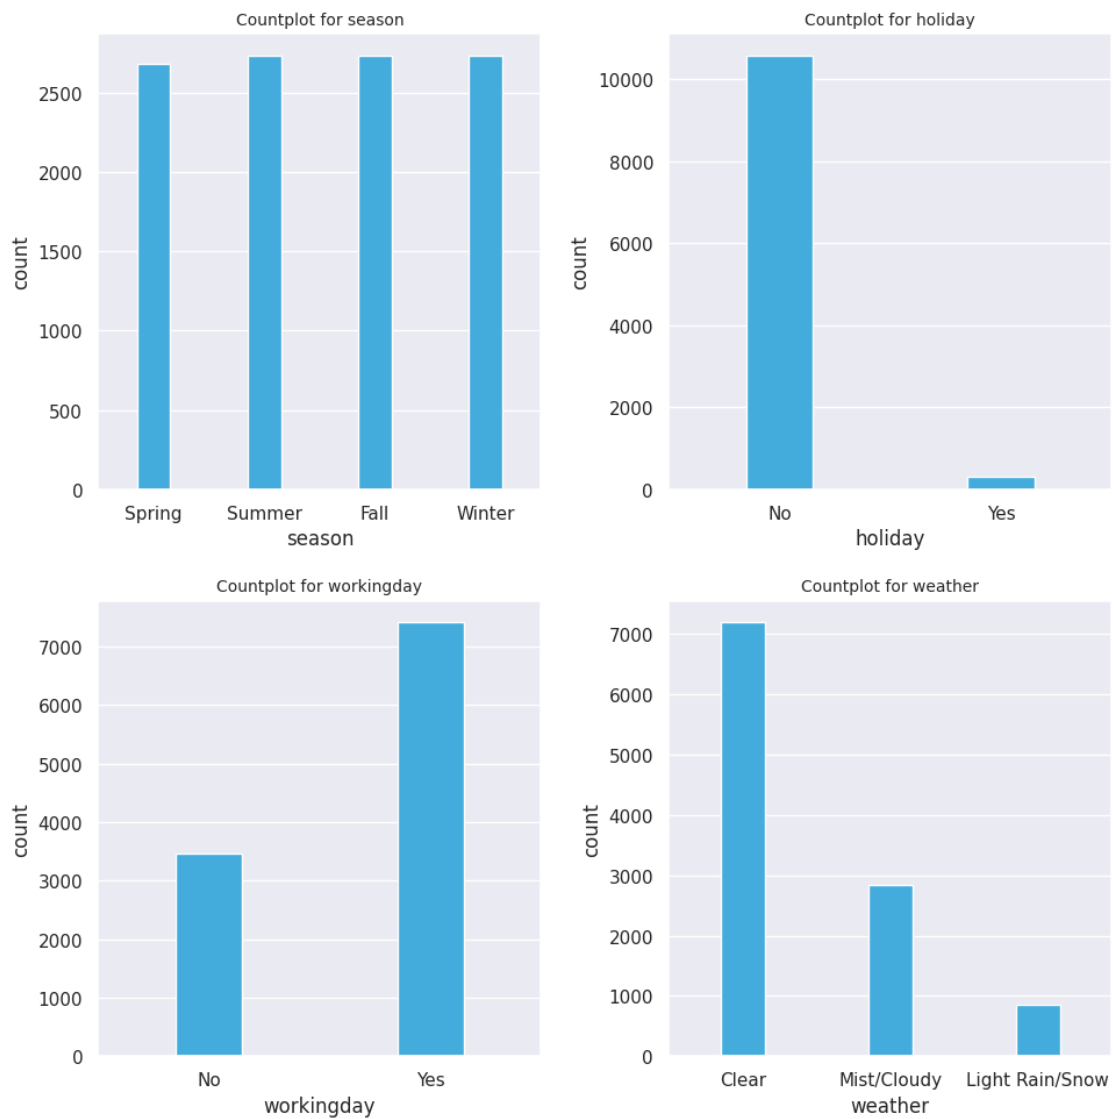 Countplot for season
2500
2000
1500
1000
500
0
count
Spring Summer Fall Winter
season
Countplot for holiday
10000
8000
6000
4000
2000
0
count
No Yes
holiday
Countplot for workingday
7000
6000
5000
4000
3000
2000
1000
0
count
No Yes
workingday
Countplot for weather
7000
6000
5000
4000
3000
2000
1000
0
count
Clear Mist/Cloudy Light Rain/Snow
weather